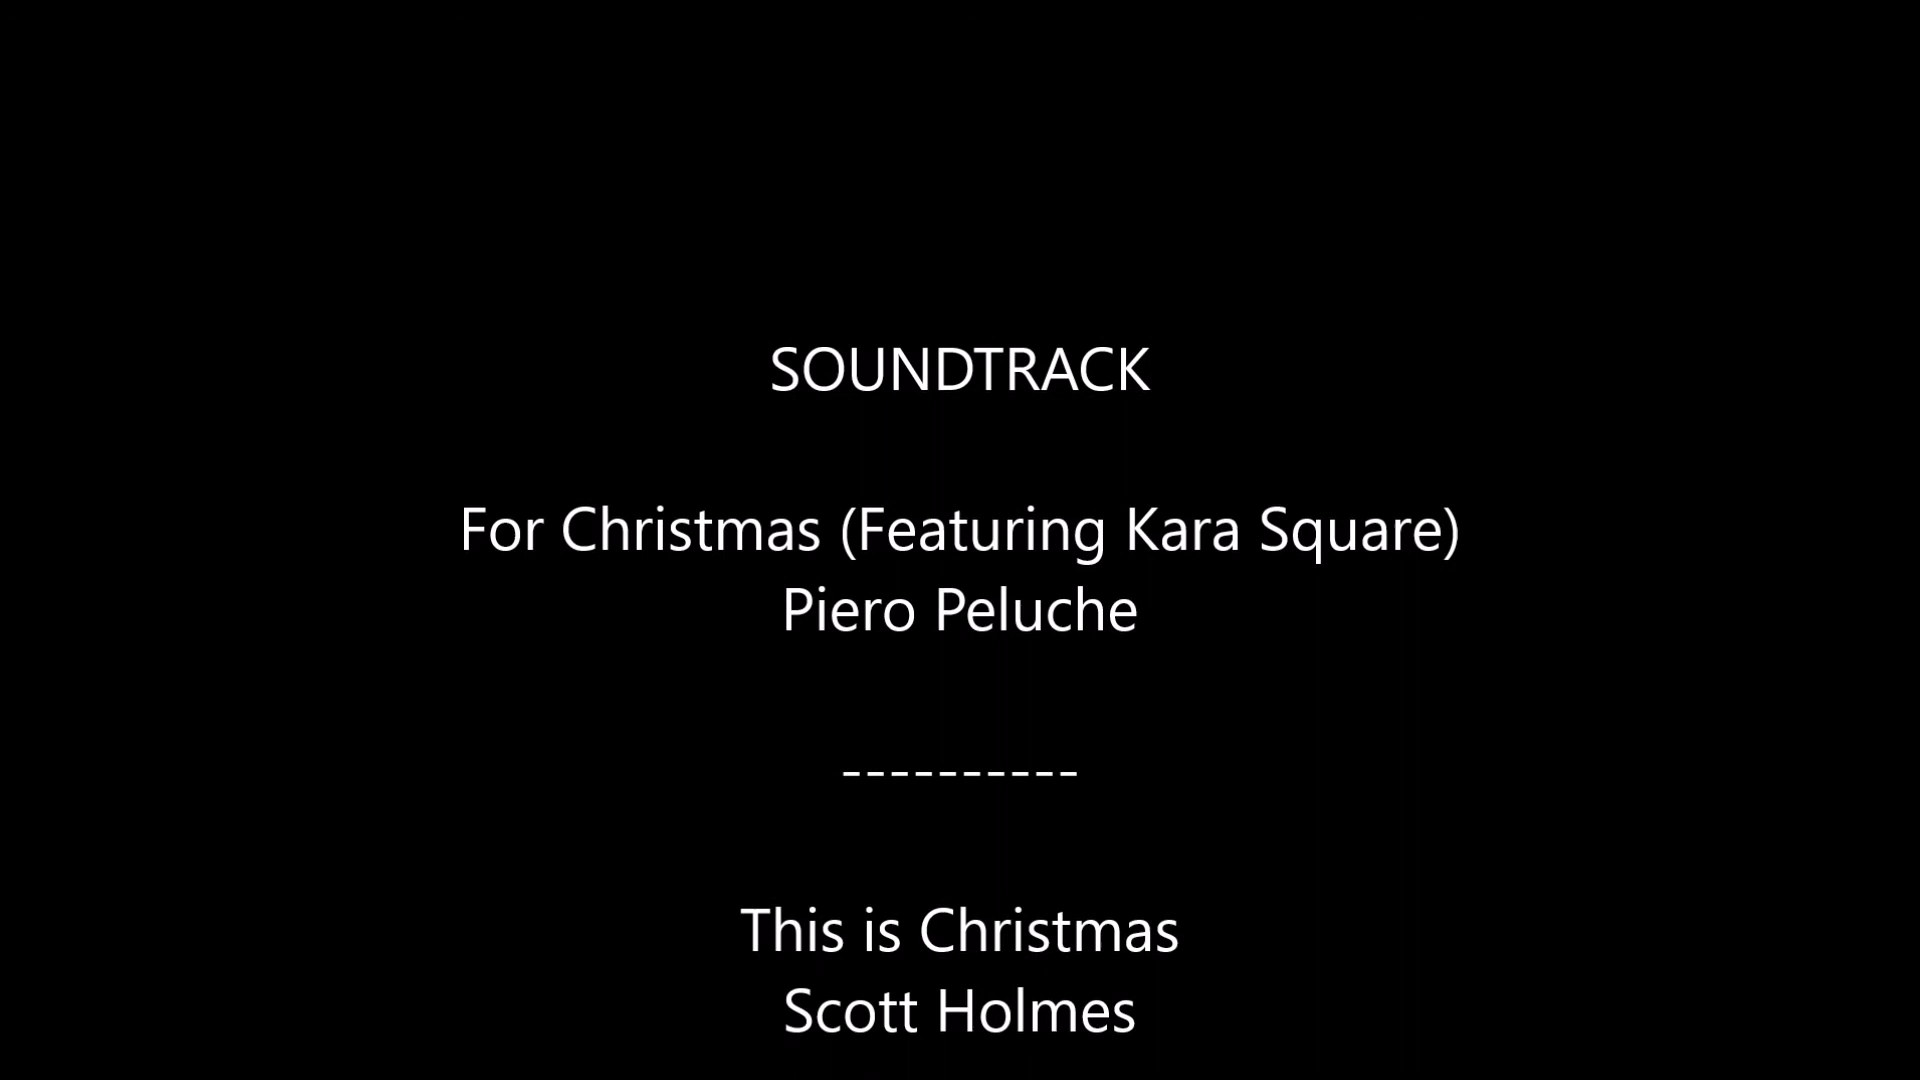 SOUNDTRACK
For Christmas (Featuring Kara Square)
Piero Peluche
----------
This is Christmas
Scott Holmes